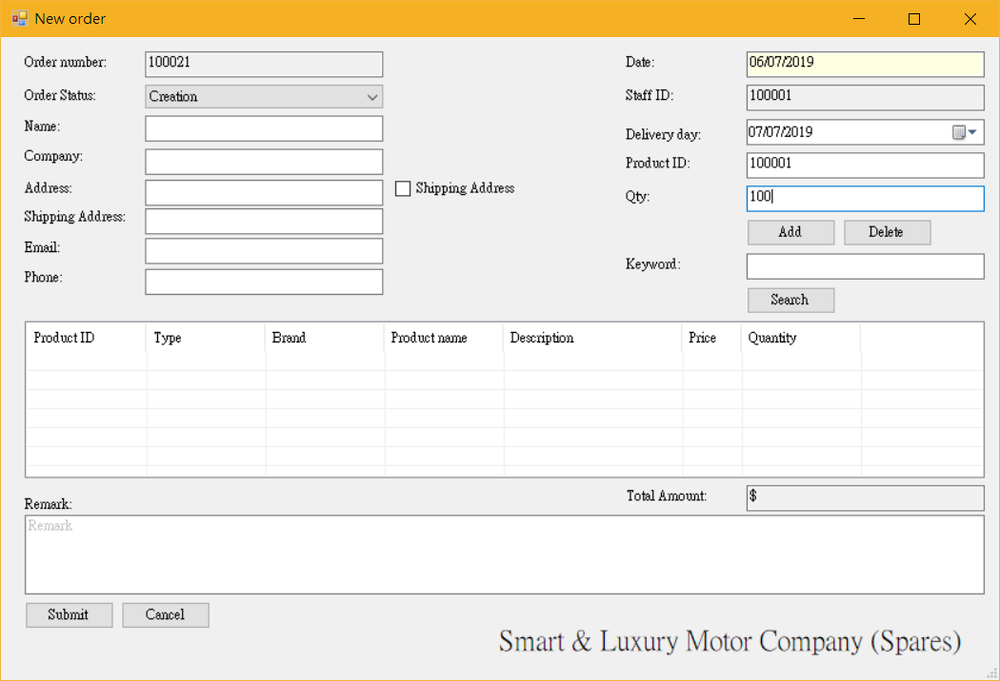 New order
Order number: 100021
Date: 06/07/2019
Order Status: Creation
Staff ID: 100001
Name:
Delivery day: 07/07/2019
Company:
Product ID: 100001
Address:
Shipping Address
Qty: 100
Shipping Address:
Add Delete
Email:
Keyword:
Phone:
Search
Product ID Type Brand Product name Description Price Quantity
Total Amount: $
Remark:
Remark
Submit Cancel
Smart & Luxury Motor Company (Spares)